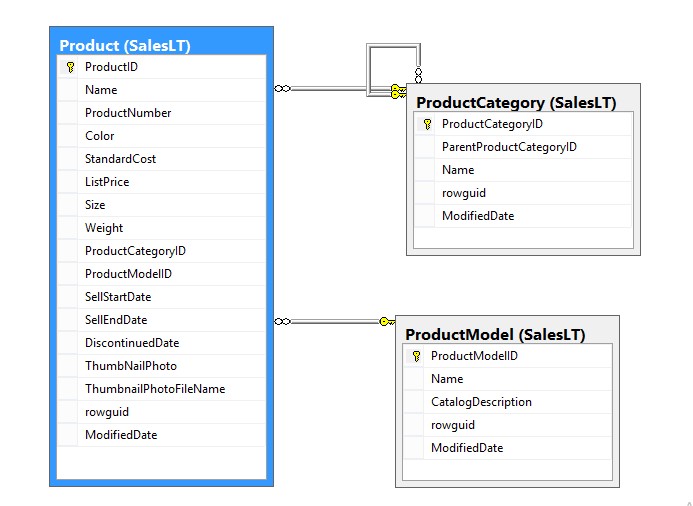 Product (SalesLT)
ProductID
Name
ProductNumber
Color
StandardCost
ListPrice
Size
Weight
ProductCategoryID
ProductModelID
SellStartDate
SellEndDate
DiscontinuedDate
ThumbNailPhoto
ThumbnailPhotoFileName
rowguid
ModifiedDate
ProductCategory (SalesLT)
ProductCategoryID
ParentProductCategoryID
Name
rowguid
ModifiedDate
ProductModel (SalesLT)
ProductModelID
Name
CatalogDescription
rowguid
ModifiedDate